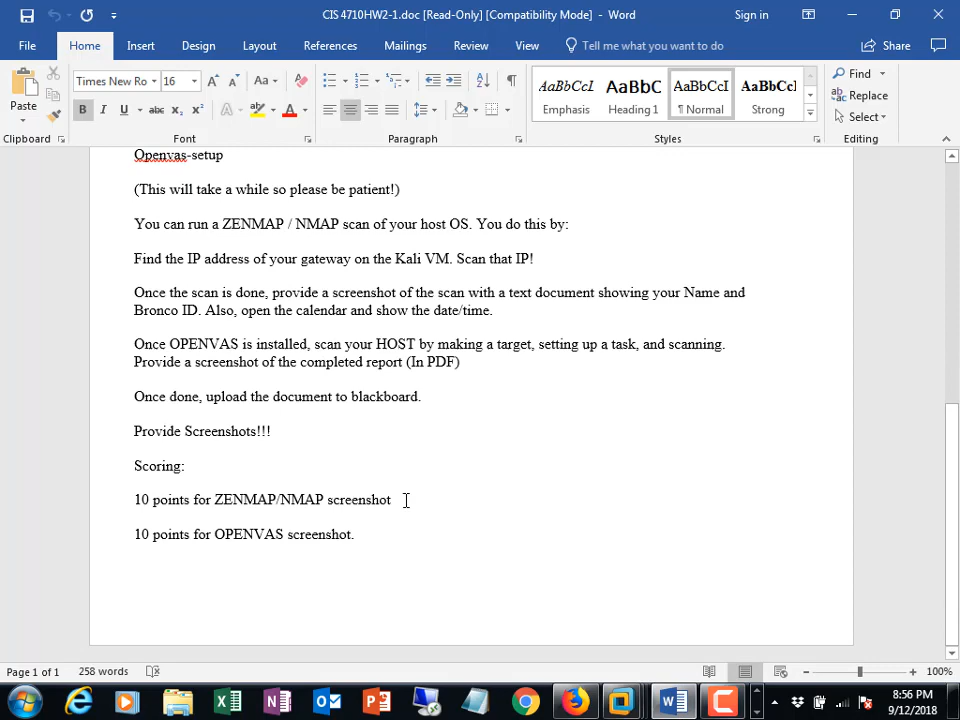 CIS 4710HW2-1.doc [Read-Only] [Compatibility Mode] - Word
Sign in
File Home Insert Design Layout References Mailings Review View Tell me what you want to do Share
Times New Ro 16 Aa
Paste
B I U abc x₂ x² A A
AaBbCcI AaBbC AaBbCcI AaBbCc
Emphasis Heading 1 ¶ Normal Strong
Find
Replace
Select
Clipboard Font Paragraph Styles Editing
Openvas-setup
(This will take a while so please be patient!)
You can run a ZENMAP / NMAP scan of your host OS. You do this by:
Find the IP address of your gateway on the Kali VM. Scan that IP!
Once the scan is done, provide a screenshot of the scan with a text document showing your Name and
Bronco ID. Also, open the calendar and show the date/time.
Once OPENVAS is installed, scan your HOST by making a target, setting up a task, and scanning.
Provide a screenshot of the completed report (In PDF)
Once done, upload the document to blackboard.
Provide Screenshots!!!
Scoring:
10 points for ZENMAP/NMAP screenshot
10 points for OPENVAS screenshot.
Page 1 of 1 258 words 100%
8:56 PM
9/12/2018